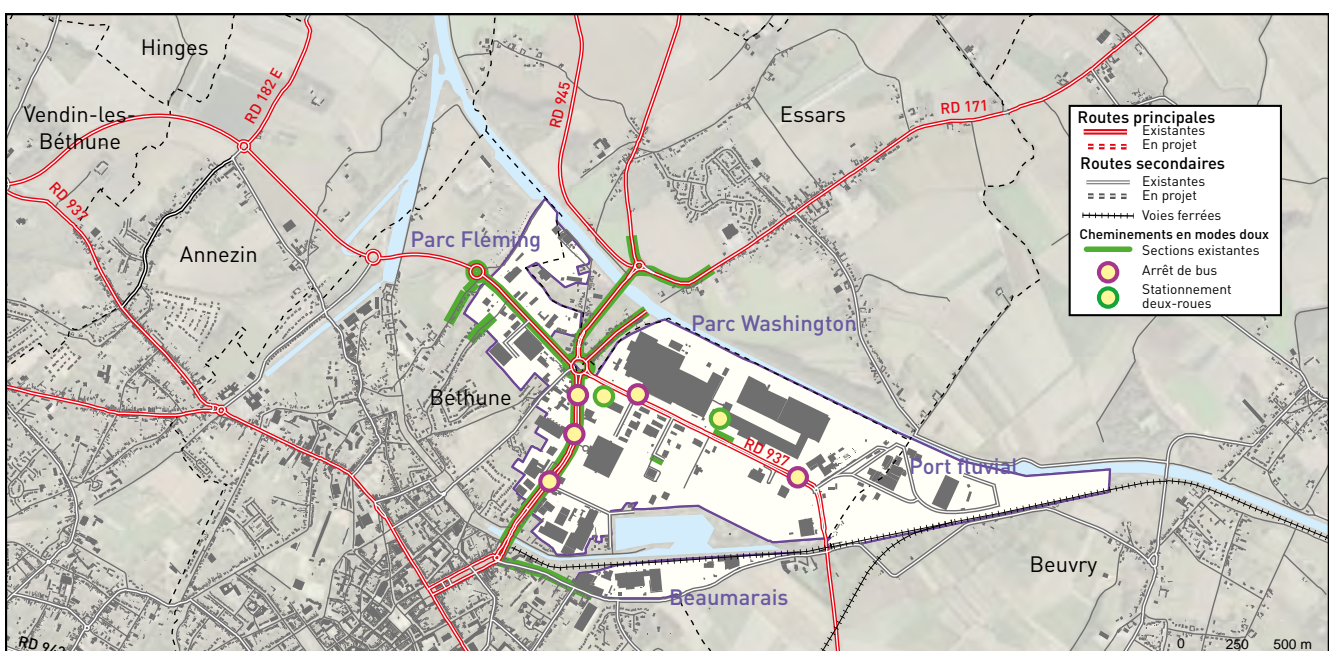 Hinges
RD 182 E
RD 945
Essars
RD 171
Vendin-les-
Béthune
RD 937
Annezin
Parc Fleming
Parc Washington
Béthune
RD 937
Port fluvial
Beuvry
Beaumarais
RD 94
Routes principales
Existantes
En projet
Routes secondaires
Existantes
En projet
Voies ferrées
Cheminements en modes doux
Sections existantes
Arrêt de bus
Stationnement
deux-roues
0 250 500 m